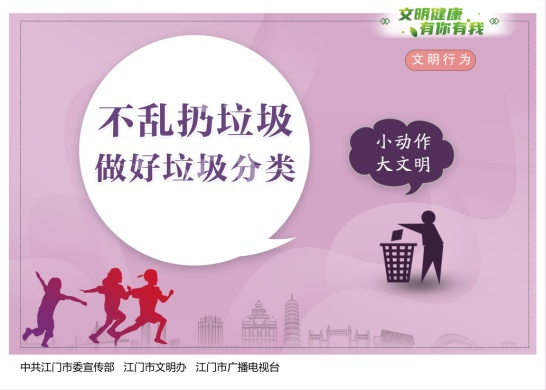 文明健康
有你有我
文明行为
不乱扔垃圾
做好垃圾分类
小动作
大文明
中共江门市委宣传部 江门市文明办 江门市广播电视台